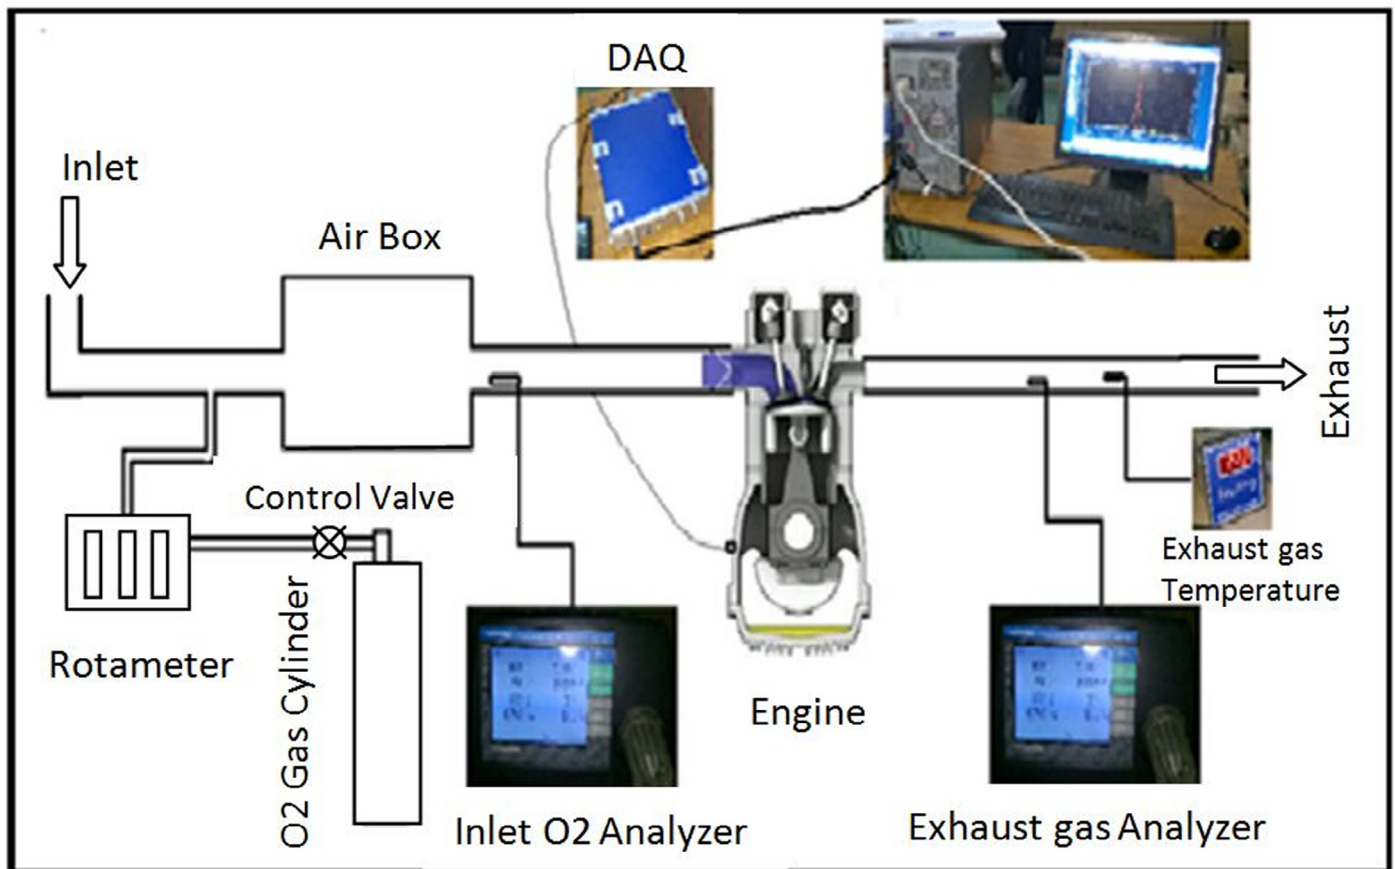 DAQ
Inlet
Air Box
Exhaust
Control Valve
Exhaust gas
Temperature
Rotameter
O2 Gas Cylinder
Engine
Inlet O2 Analyzer
Exhaust gas Analyzer